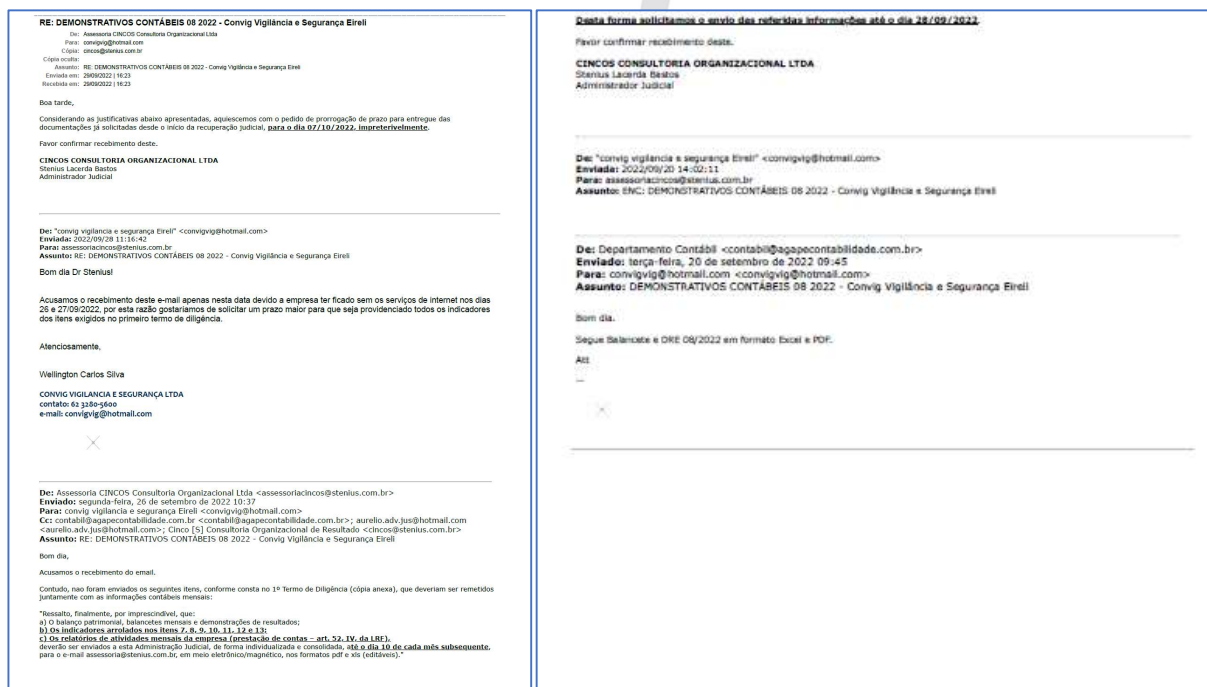 RE: DEMONSTRATIVOS CONTÁBEIS 08 2022 - Convig Vigilância e Segurança Eireli
De: Assessoria CINCOS Consultoria Organizacional Ltda
Para: convigvig@hotmail.com
Cópia: cincos@stenius.com.br
Cópia oculta:
Assunto: RE: DEMONSTRATIVOS CONTÁBEIS 08 2022 - Convig Vigilância e Segurança Eireli
Enviada em: 29/09/2022 | 16:23
Recebida em: 29/09/2022 | 16:23
Boa tarde,
Considerando as justificativas abaixo apresentadas, aquiescemos com o pedido de prorrogação de prazo para entregue das
documentações já solicitadas desde o início da recuperação judicial, para o dia 07/10/2022, impreterivelmente.
Favor confirmar recebimento deste.
CINCOS CONSULTORIA ORGANIZACIONAL LTDA
Stenius Lacerda Bastos
Administrador Judicial
De: "convig vigilancia e segurança Eireli" <convigvig@hotmail.com>
Enviada: 2022/09/28 11:16:42
Para: assessoriacincos@stenius.com.br
Assunto: RE: DEMONSTRATIVOS CONTÁBEIS 08 2022 - Convig Vigilância e Segurança Eireli
Bom dia Dr Stenius!
Acusamos o recebimento deste e-mail apenas nesta data devido a empresa ter ficado sem os serviços de internet nos dias
26 e 27/09/2022, por esta razão gostaríamos de solicitar um prazo maior para que seja providenciado todos os indicadores
dos itens exigidos no primeiro termo de diligência.
Atenciosamente,
Wellington Carlos Silva
CONVIG VIGILANCIA E SEGURANÇA LTDA
contato: 62 3280-5600
e-mail: convigvig@hotmail.com
De: Assessoria CINCOS Consultoria Organizacional Ltda <assessoriacincos@stenius.com.br>
Enviado: segunda-feira, 26 de setembro de 2022 10:37
Para: convig vigilancia e segurança Eireli <convigvig@hotmail.com>
Cc: contabil@agapecontabilidade.com.br <contabil@agapecontabilidade.com.br>; aurelio.adv.jus@hotmail.com
<aurelio.adv.jus@hotmail.com>; Cinco [S] Consultoria Organizacional de Resultado <cincos@stenius.com.br>
Assunto: RE: DEMONSTRATIVOS CONTÁBEIS 08 2022 - Convig Vigilância e Segurança Eireli
Bom dia,
Acusamos o recebimento do email.
Contudo, nao foram enviados os seguintes itens, conforme consta no 1º Termo de Diligência (cópia anexa), que deveriam ser remetidos
juntamente com as informações contábeis mensais:
"Ressalto, finalmente, por imprescindível, que:
a) O balanço patrimonial, balancetes mensais e demonstrações de resultados;
b) Os indicadores arrolados nos itens 7, 8, 9, 10, 11, 12 e 13;
c) Os relatórios de atividades mensais da empresa (prestação de contas – art. 52, IV, da LRF),
deverão ser enviados a esta Administração Judicial, de forma individualizada e consolidada, até o dia 10 de cada mês subsequente,
para o e-mail assessoria@stenius.com.br, em meio eletrônico/magnético, nos formatos pdf e xls (editáveis)."
Desta forma solicitamos o envio das referidas informações até o dia 28/09/2022.
Favor confirmar recebimento deste.
CINCOS CONSULTORIA ORGANIZACIONAL LTDA
Stenius Lacerda Bastos
Administrador Judicial
De: "convig vigilancia e segurança Eireli" <convigvig@hotmail.com>
Enviada: 2022/09/20 14:02:11
Para: assessoriacincos@stenius.com.br
Assunto: ENC: DEMONSTRATIVOS CONTÁBEIS 08 2022 - Convig Vigilância e Segurança Eireli
De: Departamento Contábil <contabil@agapecontabilidade.com.br>
Enviado: terça-feira, 20 de setembro de 2022 09:45
Para: convigvig@hotmail.com <convigvig@hotmail.com>
Assunto: DEMONSTRATIVOS CONTÁBEIS 08 2022 - Convig Vigilância e Segurança Eireli
Bom dia.
Segue Balancete e DRE 08/2022 em formato Excel e PDF.
Att
--